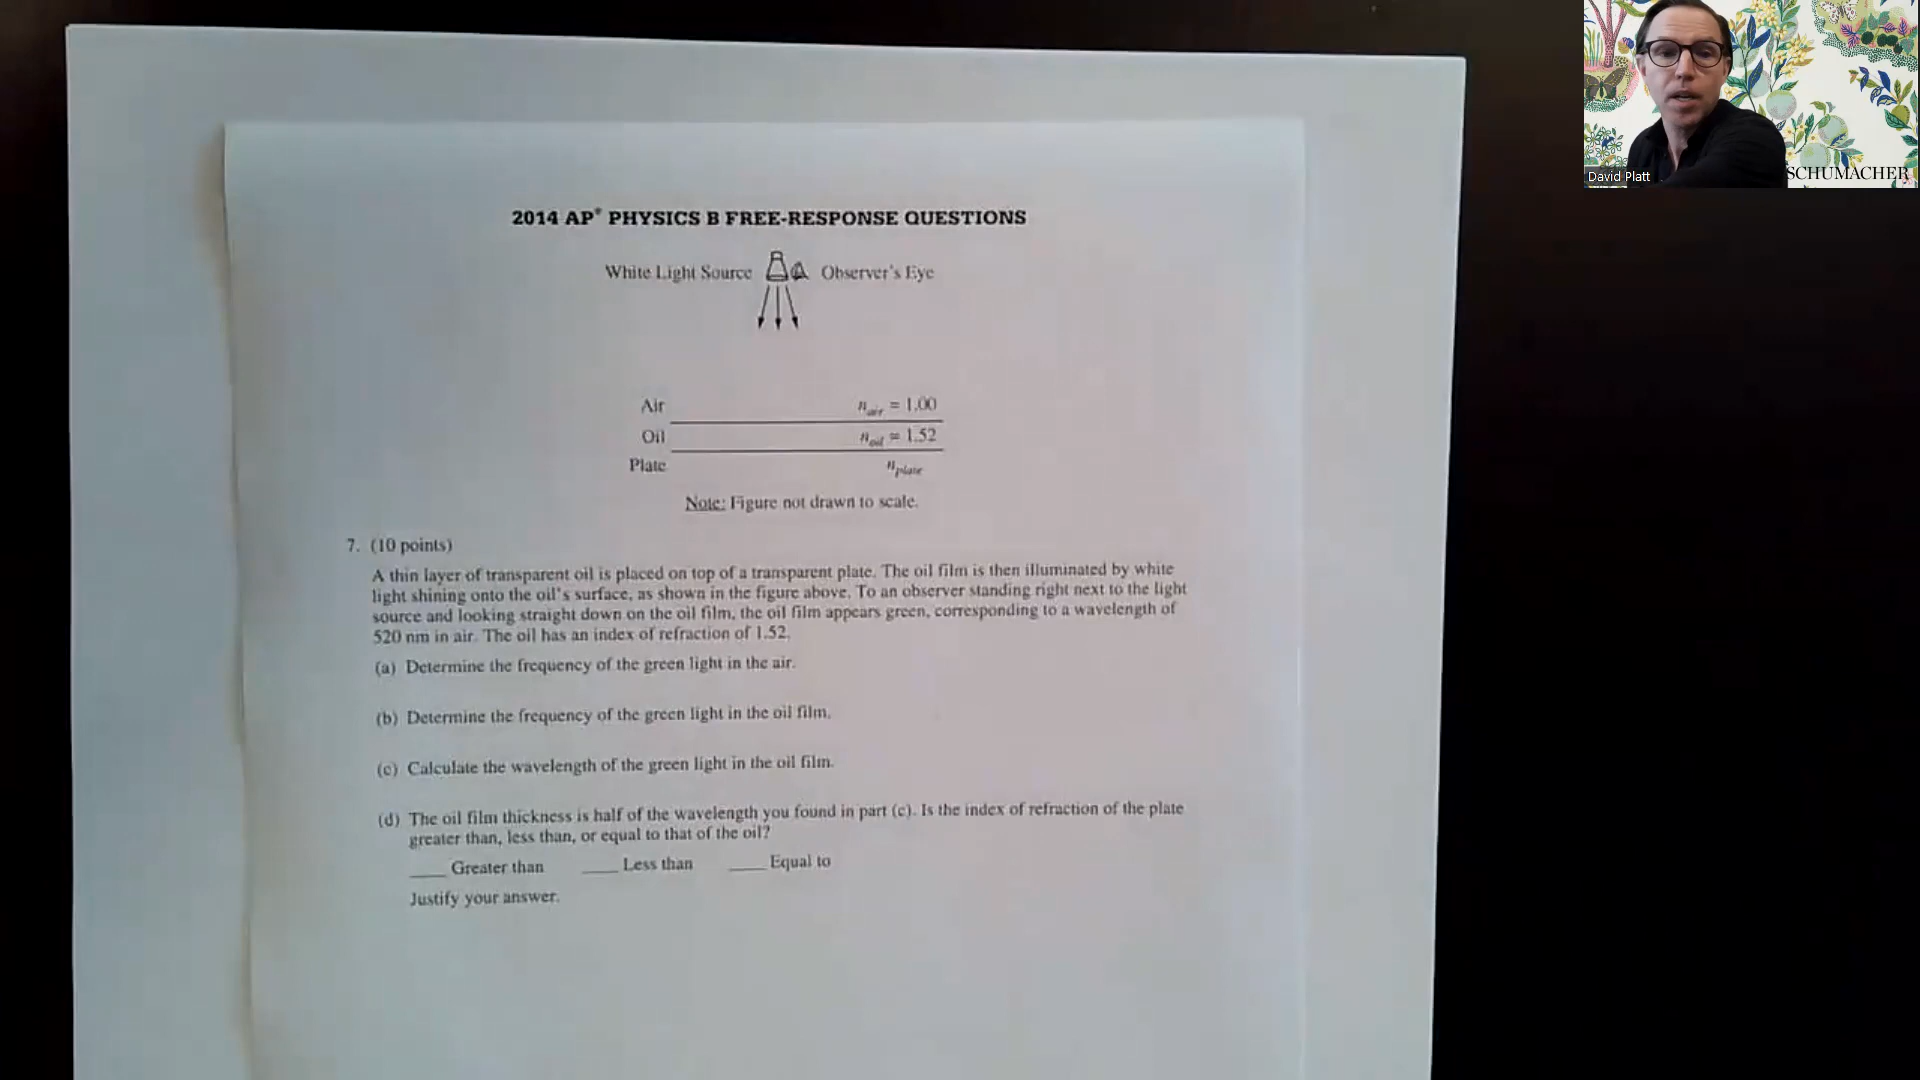 David Platt
SCHUMACHER
2014 AP® PHYSICS B FREE-RESPONSE QUESTIONS
White Light Source Observer's Eye
Air n_air = 1.00
Oil n_oil = 1.52
Plate n_plate
Note: Figure not drawn to scale.
7. (10 points)
A thin layer of transparent oil is placed on top of a transparent plate. The oil film is then illuminated by white
light shining onto the oil's surface, as shown in the figure above. To an observer standing right next to the light
source and looking straight down on the oil film, the oil film appears green, corresponding to a wavelength of
520 nm in air. The oil has an index of refraction of 1.52.
(a) Determine the frequency of the green light in the air.
(b) Determine the frequency of the green light in the oil film.
(c) Calculate the wavelength of the green light in the oil film.
(d) The oil film thickness is half of the wavelength you found in part (c). Is the index of refraction of the plate
greater than, less than, or equal to that of the oil?
____ Greater than ____ Less than ____ Equal to
Justify your answer.